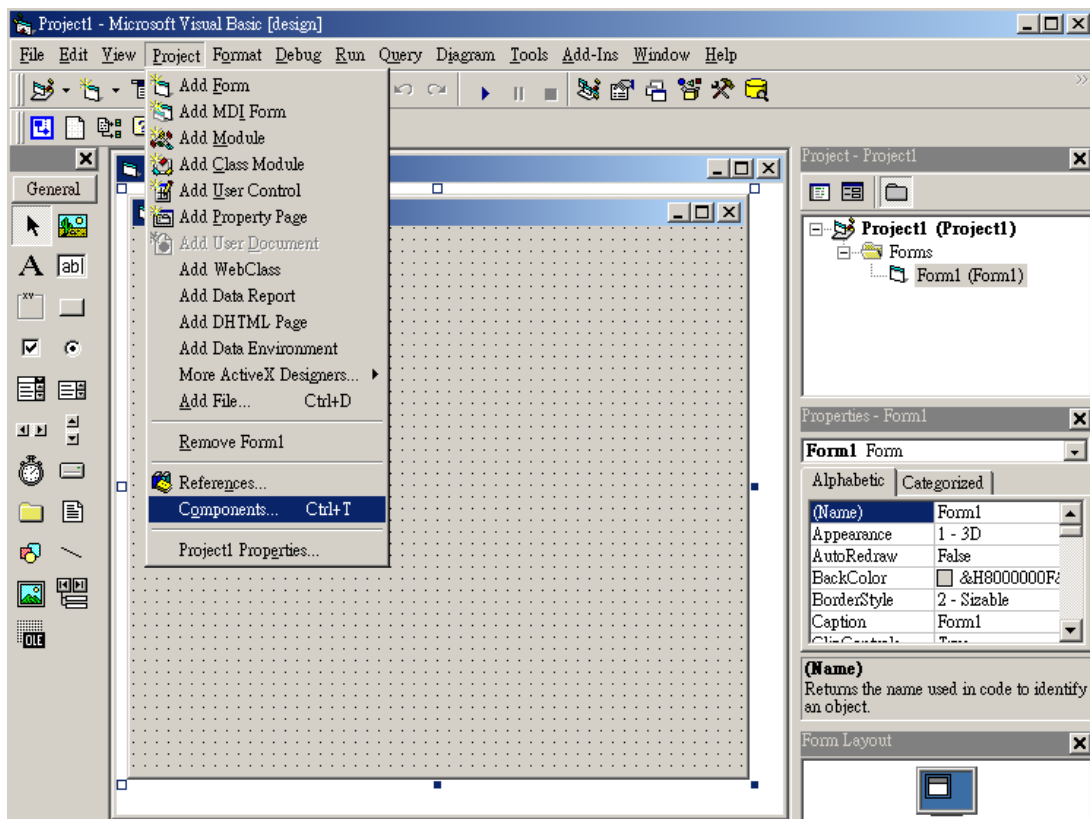 Project1 - Microsoft Visual Basic [design]
File Edit View Project Format Debug Run Query Diagram Tools Add-Ins Window Help
Add Form
Add MDI Form
Add Module
Add Class Module
Add User Control
Add Property Page
Add User Document
Add WebClass
Add Data Report
Add DHTML Page
Add Data Environment
More ActiveX Designers...
Add File... Ctrl+D
Remove Form1
References...
Components... Ctrl+T
Project1 Properties...
General
A ab|
XY
OLE
Project - Project1
Project1 (Project1)
Forms
Form1 (Form1)
Properties - Form1
Form1 Form
Alphabetic Categorized
(Name) Form1
Appearance 1 - 3D
AutoRedraw False
BackColor &H8000000F&
BorderStyle 2 - Sizable
Caption Form1
(Name)
Returns the name used in code to identify
an object.
Form Layout